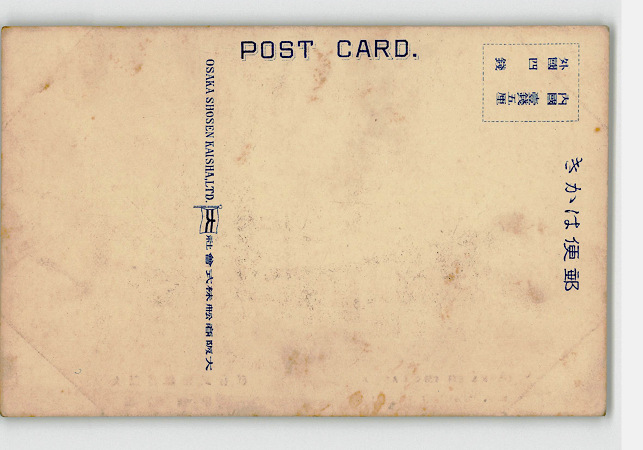 POST CARD.
OSAKA SHOSEN KAISHA, LTD.
大
大阪商船株式會社
內國
壹錢
五厘
外國
四
錢
郵便はがき